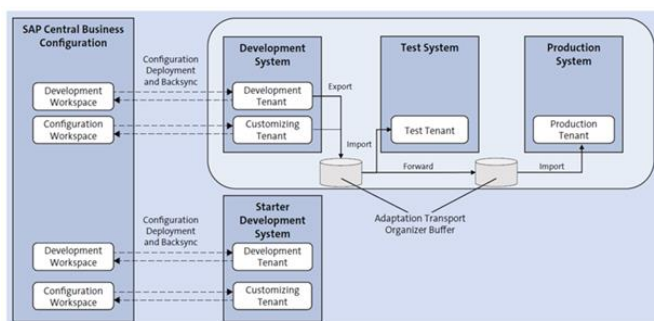 SAP Central Business
Configuration
Development
Workspace
Configuration
Workspace
Development
Workspace
Configuration
Workspace
Configuration
Deployment
and Backsync
Configuration
Deployment
and Backsync
Development
System
Development
Tenant
Customizing
Tenant
Export
Import
Test System
Test Tenant
Forward
Production
System
Production
Tenant
Import
Adaptation Transport
Organizer Buffer
Starter
Development
System
Development
Tenant
Customizing
Tenant